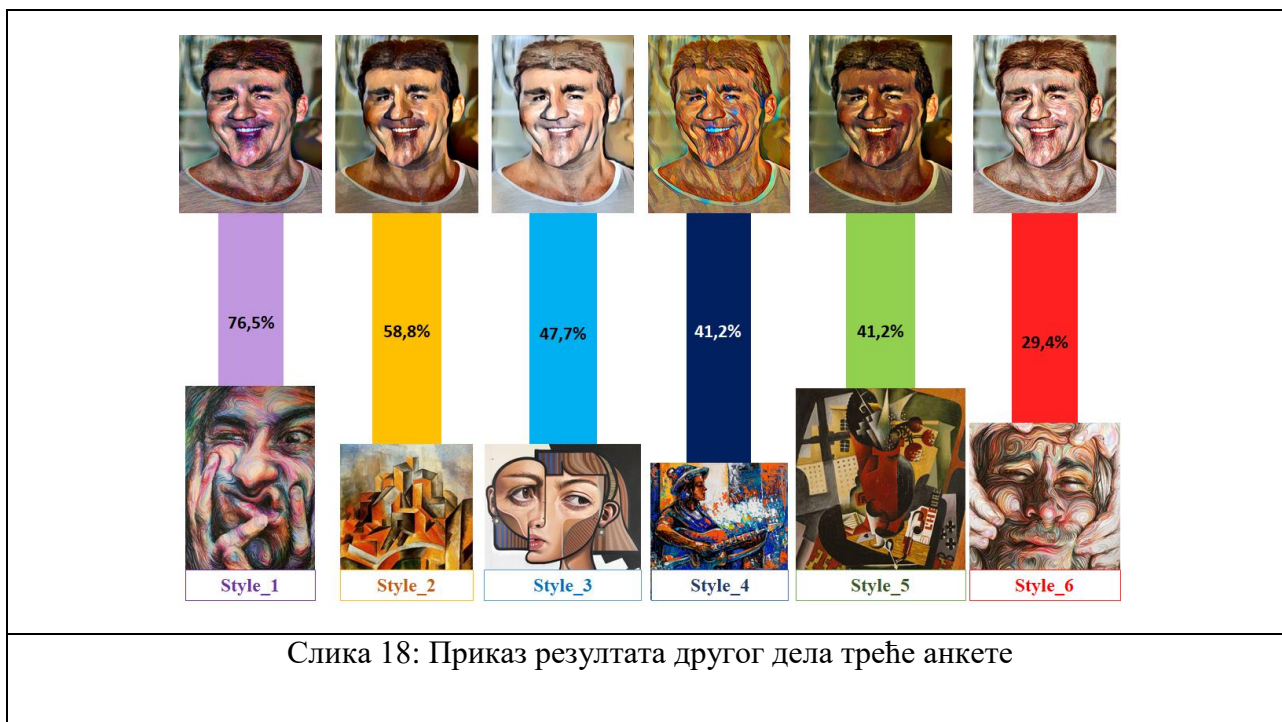 76,5%
58,8%
47,7%
41,2%
41,2%
29,4%
Style_1
Style_2
Style_3
Style_4
Style_5
Style_6
Слика 18: Приказ резултата другог дела треће анкете